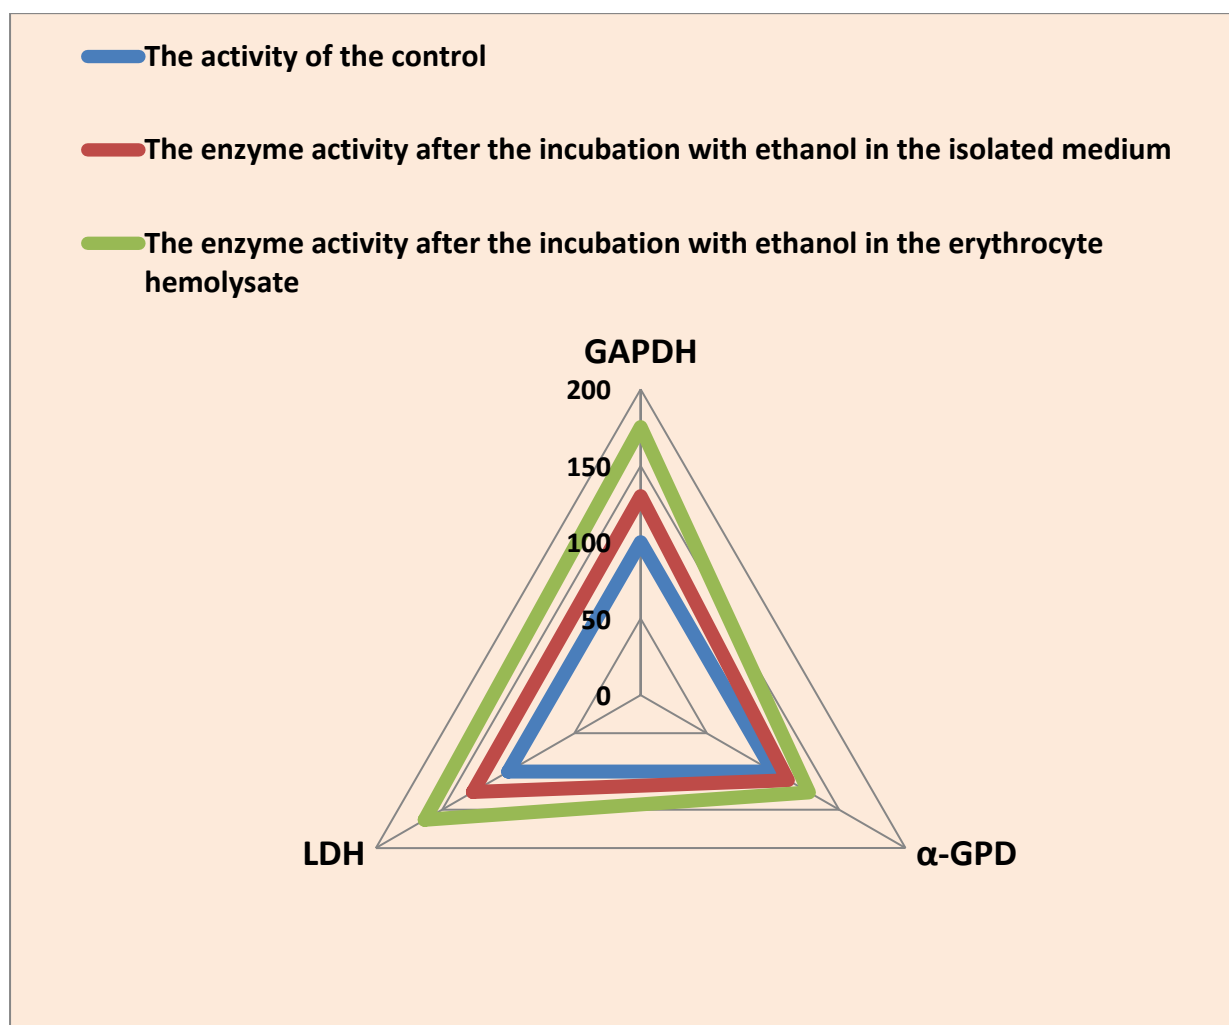 The activity of the control
The enzyme activity after the incubation with ethanol in the isolated medium
The enzyme activity after the incubation with ethanol in the erythrocyte
hemolysate
GAPDH
200
150
100
50
0
LDH
α-GPD